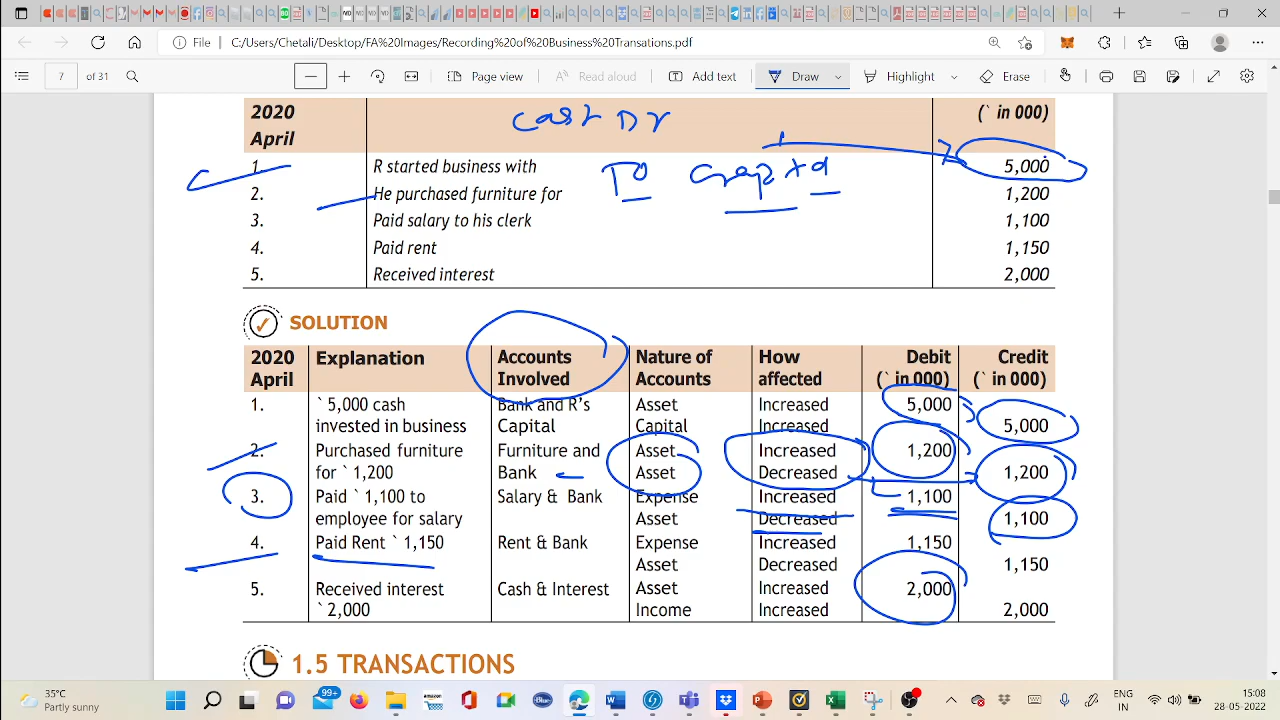 File | C:/Users/Chetali/Desktop/FA%20Images/Recording%20of%20Business%20Transations.pdf
7 of 31 Page view Read aloud Add text Draw Highlight Erase
2020 April (` in 000)
Cash Dr
1. R started business with 5,000
To Capital
2. He purchased furniture for 1,200
3. Paid salary to his clerk 1,100
4. Paid rent 1,150
5. Received interest 2,000
SOLUTION
2020 Explanation Accounts Nature of How Debit Credit
April Involved Accounts affected (` in 000) (` in 000)
1. ` 5,000 cash Bank and R's Asset Increased 5,000
invested in business Capital Capital Increased 5,000
2. Purchased furniture Furniture and Asset Increased 1,200
for ` 1,200 Bank Asset Decreased 1,200
3. Paid ` 1,100 to Salary & Bank Expense Increased 1,100
employee for salary Asset Decreased 1,100
4. Paid Rent ` 1,150 Rent & Bank Expense Increased 1,150
Asset Decreased 1,150
5. Received interest Cash & Interest Asset Increased 2,000
` 2,000 Income Increased 2,000
1.5 TRANSACTIONS
35°C
Partly sunny
99+
ENG
IN
15:08
28-05-2022